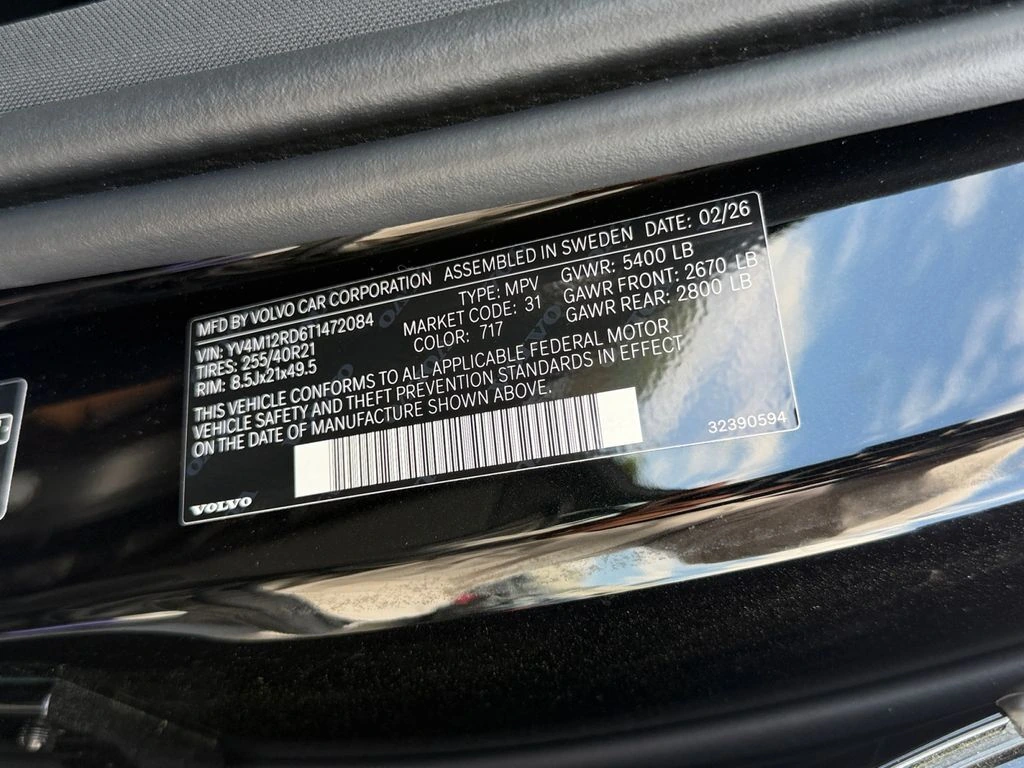 MFD BY VOLVO CAR CORPORATION ASSEMBLED IN SWEDEN DATE: 02/26
VIN: YV4M12RD6T1472084 TYPE: MPV GVWR: 5400 LB
TIRES: 255/40R21 MARKET CODE: 31 GAWR FRONT: 2670 LB
RIM: 8.5Jx21x49.5 COLOR: 717 GAWR REAR: 2800 LB
THIS VEHICLE CONFORMS TO ALL APPLICABLE FEDERAL MOTOR
VEHICLE SAFETY AND THEFT PREVENTION STANDARDS IN EFFECT
ON THE DATE OF MANUFACTURE SHOWN ABOVE.
32390594
VOLVO